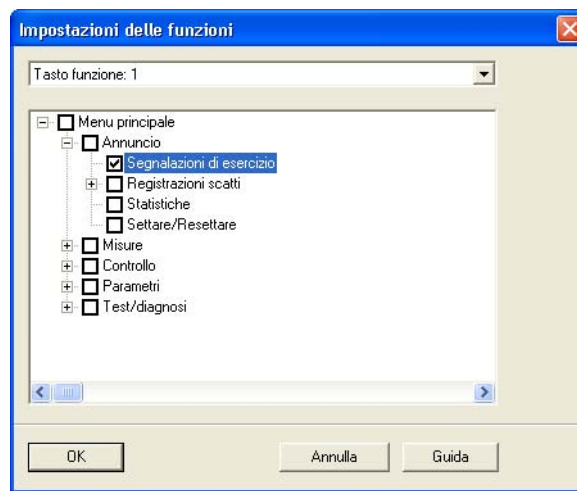 Impostazioni delle funzioni
Tasto funzione: 1
Menu principale
Annuncio
Segnalazioni di esercizio
Registrazioni scatti
Statistiche
Settare/Resettare
Misure
Controllo
Parametri
Test/diagnosi
OK Annulla Guida